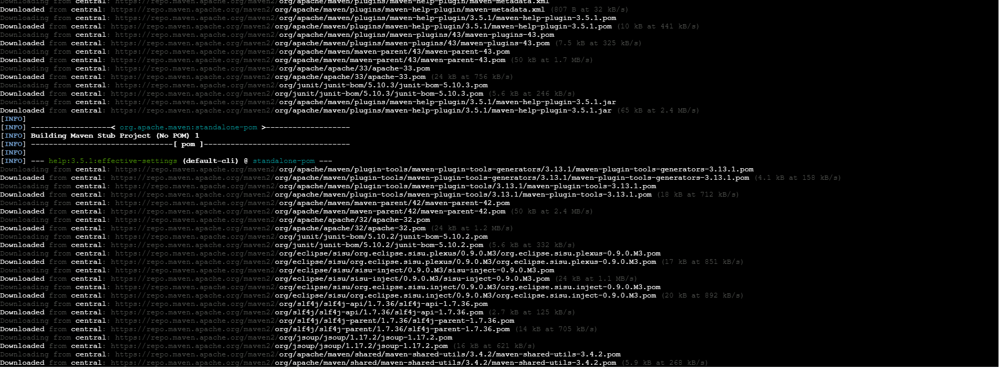 Downloading from central: https://repo.maven.apache.org/maven2/org/apache/maven/plugins/maven-help-plugin/maven-metadata.xml
Downloaded from central: https://repo.maven.apache.org/maven2/org/apache/maven/plugins/maven-help-plugin/maven-metadata.xml (807 B at 32 kB/s)
Downloading from central: https://repo.maven.apache.org/maven2/org/apache/maven/plugins/maven-help-plugin/3.5.1/maven-help-plugin-3.5.1.pom
Downloaded from central: https://repo.maven.apache.org/maven2/org/apache/maven/plugins/maven-help-plugin/3.5.1/maven-help-plugin-3.5.1.pom (10 kB at 441 kB/s)
Downloading from central: https://repo.maven.apache.org/maven2/org/apache/maven/plugins/maven-plugins/43/maven-plugins-43.pom
Downloaded from central: https://repo.maven.apache.org/maven2/org/apache/maven/plugins/maven-plugins/43/maven-plugins-43.pom (7.5 kB at 325 kB/s)
Downloading from central: https://repo.maven.apache.org/maven2/org/apache/maven/maven-parent/43/maven-parent-43.pom
Downloaded from central: https://repo.maven.apache.org/maven2/org/apache/maven/maven-parent/43/maven-parent-43.pom (50 kB at 1.7 MB/s)
Downloading from central: https://repo.maven.apache.org/maven2/org/apache/apache/33/apache-33.pom
Downloaded from central: https://repo.maven.apache.org/maven2/org/apache/apache/33/apache-33.pom (24 kB at 756 kB/s)
Downloading from central: https://repo.maven.apache.org/maven2/org/junit/junit-bom/5.10.3/junit-bom-5.10.3.pom
Downloaded from central: https://repo.maven.apache.org/maven2/org/junit/junit-bom/5.10.3/junit-bom-5.10.3.pom (5.6 kB at 246 kB/s)
Downloading from central: https://repo.maven.apache.org/maven2/org/apache/maven/plugins/maven-help-plugin/3.5.1/maven-help-plugin-3.5.1.jar
Downloaded from central: https://repo.maven.apache.org/maven2/org/apache/maven/plugins/maven-help-plugin/3.5.1/maven-help-plugin-3.5.1.jar (65 kB at 2.4 MB/s)
[INFO]
[INFO] ------------------< org.apache.maven:standalone-pom >-------------------
[INFO] Building Maven Stub Project (No POM) 1
[INFO] --------------------------------[ pom ]---------------------------------
[INFO]
[INFO] --- help:3.5.1:effective-settings (default-cli) @ standalone-pom ---
Downloading from central: https://repo.maven.apache.org/maven2/org/apache/maven/plugin-tools/maven-plugin-tools-generators/3.13.1/maven-plugin-tools-generators-3.13.1.pom
Downloaded from central: https://repo.maven.apache.org/maven2/org/apache/maven/plugin-tools/maven-plugin-tools-generators/3.13.1/maven-plugin-tools-generators-3.13.1.pom (4.1 kB at 158 kB/s)
Downloading from central: https://repo.maven.apache.org/maven2/org/apache/maven/plugin-tools/maven-plugin-tools/3.13.1/maven-plugin-tools-3.13.1.pom
Downloaded from central: https://repo.maven.apache.org/maven2/org/apache/maven/plugin-tools/maven-plugin-tools/3.13.1/maven-plugin-tools-3.13.1.pom (18 kB at 712 kB/s)
Downloading from central: https://repo.maven.apache.org/maven2/org/apache/maven/maven-parent/42/maven-parent-42.pom
Downloaded from central: https://repo.maven.apache.org/maven2/org/apache/maven/maven-parent/42/maven-parent-42.pom (50 kB at 2.4 MB/s)
Downloading from central: https://repo.maven.apache.org/maven2/org/apache/apache/32/apache-32.pom
Downloaded from central: https://repo.maven.apache.org/maven2/org/apache/apache/32/apache-32.pom (24 kB at 1.2 MB/s)
Downloading from central: https://repo.maven.apache.org/maven2/org/junit/junit-bom/5.10.2/junit-bom-5.10.2.pom
Downloaded from central: https://repo.maven.apache.org/maven2/org/junit/junit-bom/5.10.2/junit-bom-5.10.2.pom (5.6 kB at 332 kB/s)
Downloading from central: https://repo.maven.apache.org/maven2/org/eclipse/sisu/org.eclipse.sisu.plexus/0.9.0.M3/org.eclipse.sisu.plexus-0.9.0.M3.pom
Downloaded from central: https://repo.maven.apache.org/maven2/org/eclipse/sisu/org.eclipse.sisu.plexus/0.9.0.M3/org.eclipse.sisu.plexus-0.9.0.M3.pom (17 kB at 851 kB/s)
Downloading from central: https://repo.maven.apache.org/maven2/org/eclipse/sisu/sisu-inject/0.9.0.M3/sisu-inject-0.9.0.M3.pom
Downloaded from central: https://repo.maven.apache.org/maven2/org/eclipse/sisu/sisu-inject/0.9.0.M3/sisu-inject-0.9.0.M3.pom (24 kB at 1.1 MB/s)
Downloading from central: https://repo.maven.apache.org/maven2/org/eclipse/sisu/org.eclipse.sisu.inject/0.9.0.M3/org.eclipse.sisu.inject-0.9.0.M3.pom
Downloaded from central: https://repo.maven.apache.org/maven2/org/eclipse/sisu/org.eclipse.sisu.inject/0.9.0.M3/org.eclipse.sisu.inject-0.9.0.M3.pom (20 kB at 892 kB/s)
Downloading from central: https://repo.maven.apache.org/maven2/org/slf4j/slf4j-api/1.7.36/slf4j-api-1.7.36.pom
Downloaded from central: https://repo.maven.apache.org/maven2/org/slf4j/slf4j-api/1.7.36/slf4j-api-1.7.36.pom (2.7 kB at 125 kB/s)
Downloading from central: https://repo.maven.apache.org/maven2/org/slf4j/slf4j-parent/1.7.36/slf4j-parent-1.7.36.pom
Downloaded from central: https://repo.maven.apache.org/maven2/org/slf4j/slf4j-parent/1.7.36/slf4j-parent-1.7.36.pom (14 kB at 705 kB/s)
Downloading from central: https://repo.maven.apache.org/maven2/org/jsoup/jsoup/1.17.2/jsoup-1.17.2.pom
Downloaded from central: https://repo.maven.apache.org/maven2/org/jsoup/jsoup/1.17.2/jsoup-1.17.2.pom (16 kB at 621 kB/s)
Downloading from central: https://repo.maven.apache.org/maven2/org/apache/maven/shared/maven-shared-utils/3.4.2/maven-shared-utils-3.4.2.pom
Downloaded from central: https://repo.maven.apache.org/maven2/org/apache/maven/shared/maven-shared-utils/3.4.2/maven-shared-utils-3.4.2.pom (5.9 kB at 268 kB/s)